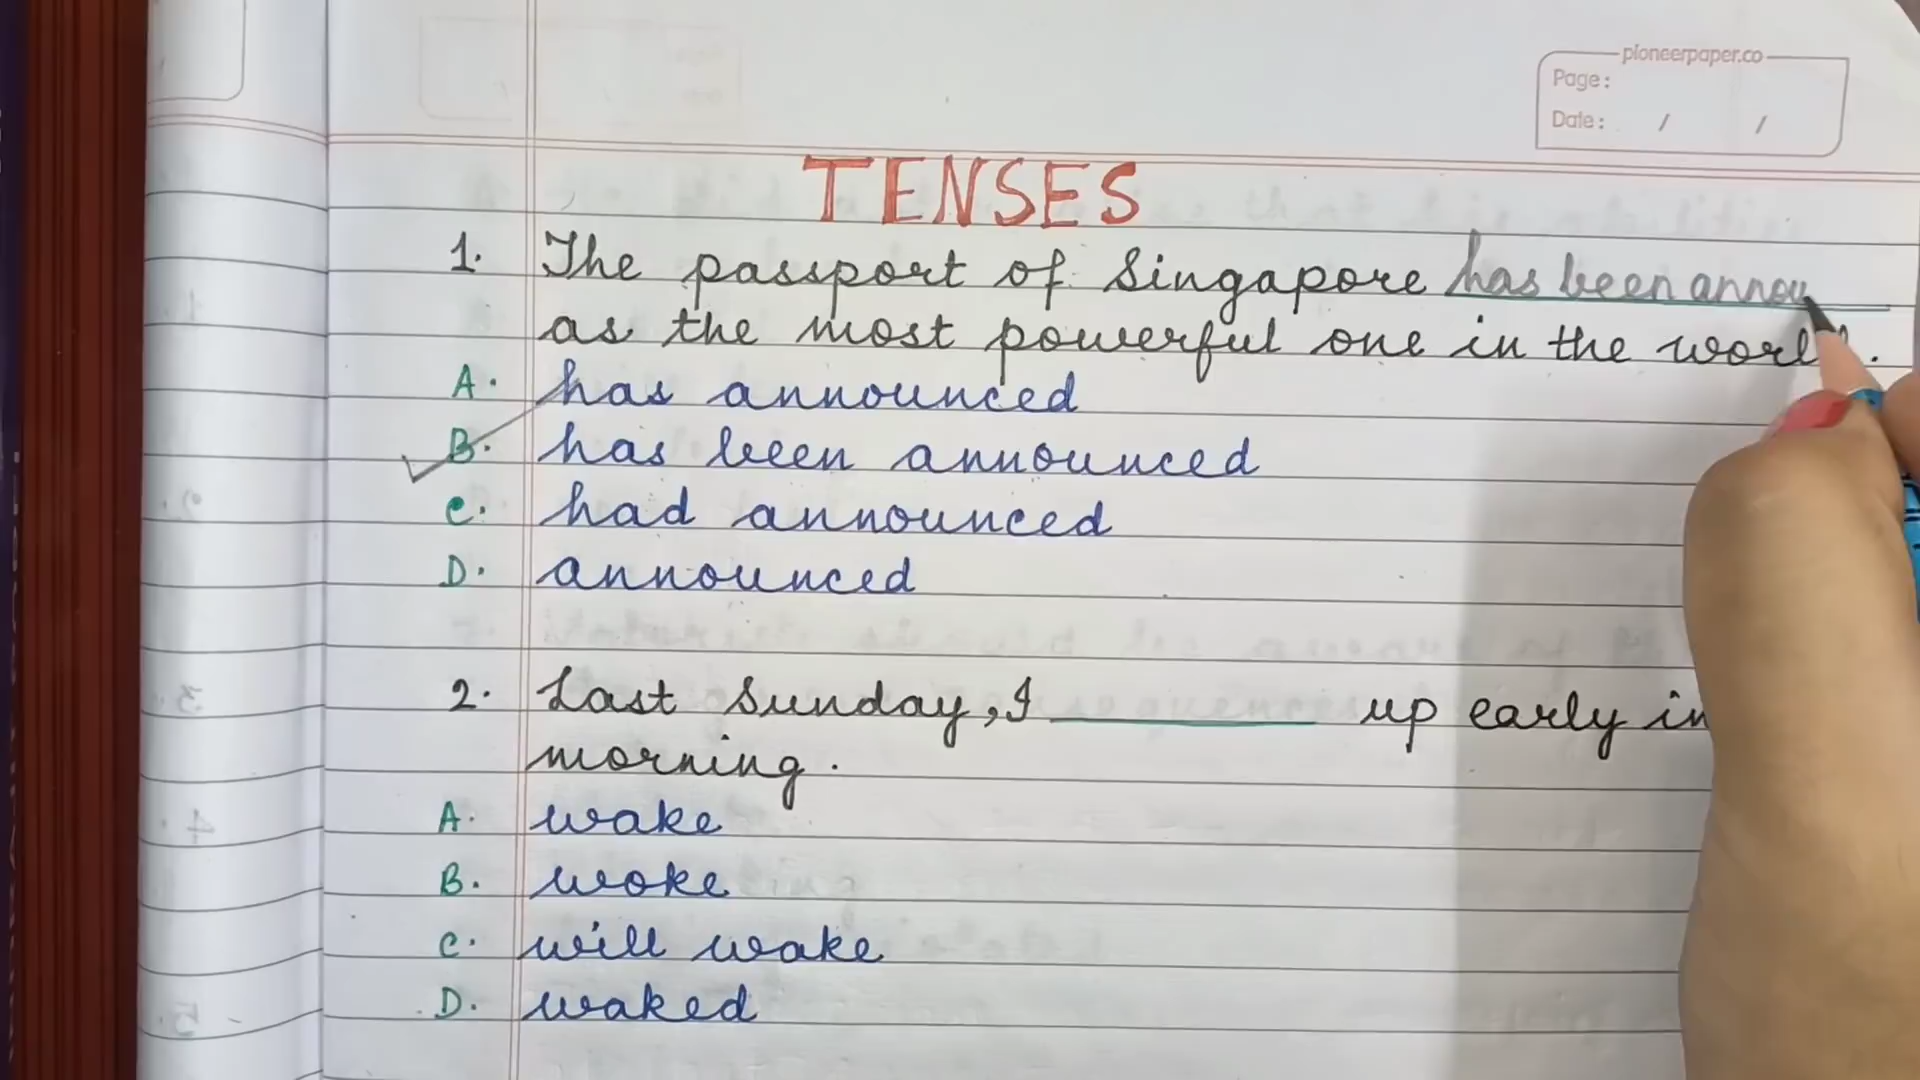 pioneerpaper.co
Page:
Date: / /
TENSES
1. The passport of Singapore has been annou
as the most powerful one in the worl
A. has announced
B. has been announced
C. had announced
D. announced
2. Last Sunday, I ________ up early in
morning.
A. wake
B. woke
C. will wake
D. waked